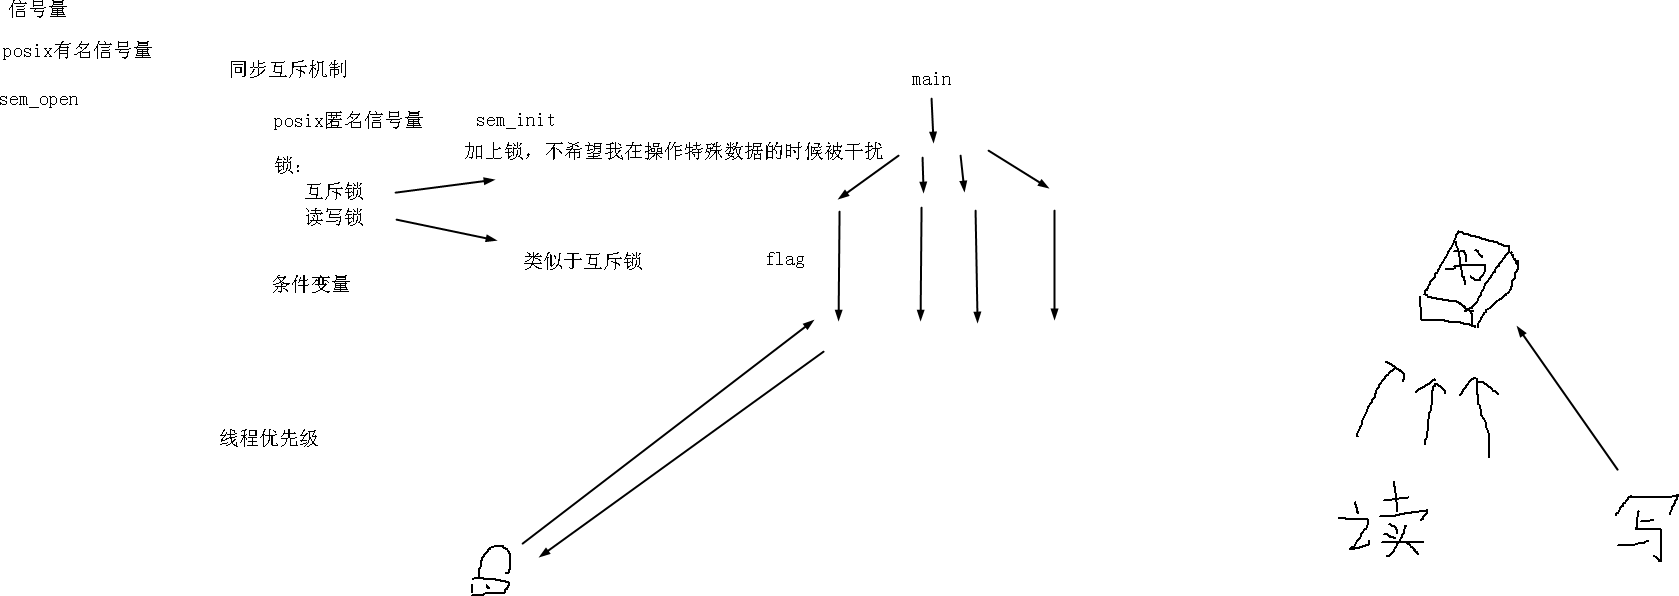 信号量
posix有名信号量
sem_open
同步互斥机制
posix匿名信号量
sem_init
锁：
加上锁，不希望我在操作特殊数据的时候被干扰
互斥锁
读写锁
类似于互斥锁
条件变量
线程优先级
main
flag
书
读
写